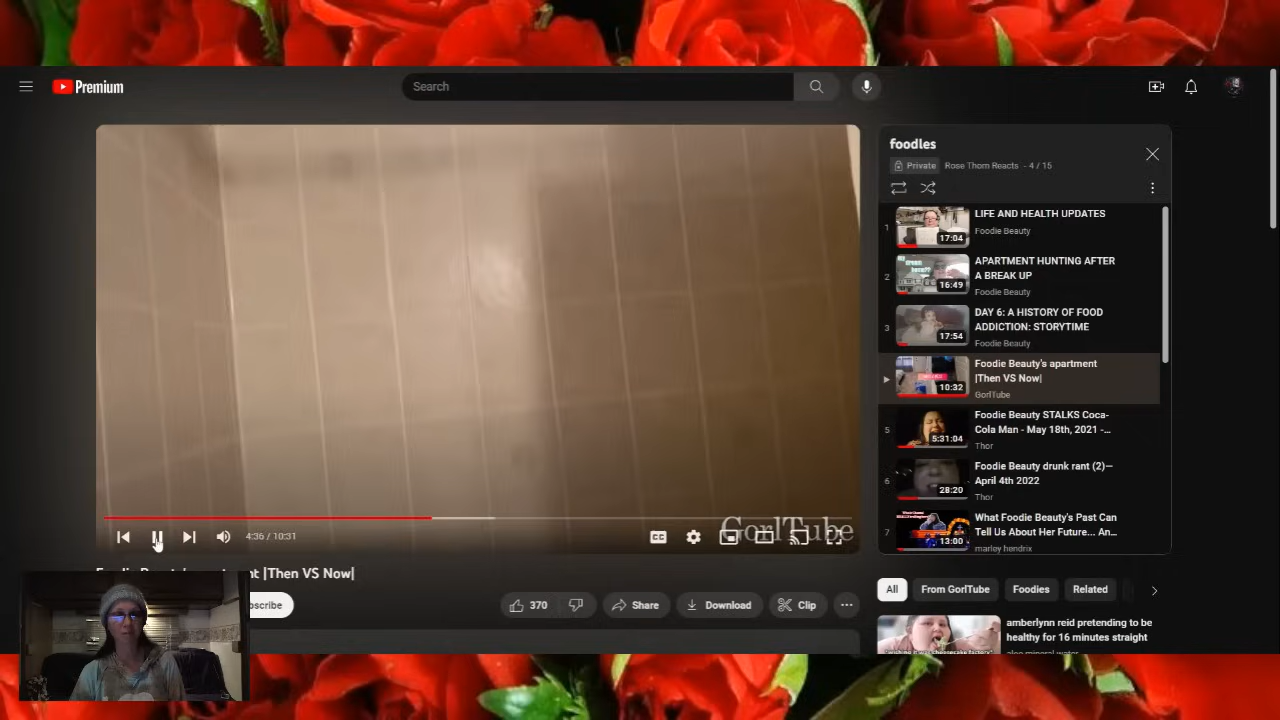 Premium
Search
GorlTube
4:36 / 10:31
|Then VS Now|
370
Share
Download
Clip
foodles
Private Rose Thorn Reacts - 4 / 15
1
LIFE AND HEALTH UPDATES
Foodie Beauty
17:04
2
APARTMENT HUNTING AFTER
A BREAK UP
Foodie Beauty
16:49
3
DAY 6: A HISTORY OF FOOD
ADDICTION: STORYTIME
Foodie Beauty
17:54
Foodie Beauty's apartment
|Then VS Now|
GorlTube
10:32
5
Foodie Beauty STALKS Coca-
Cola Man - May 18th, 2021 -...
Thor
5:31:04
6
Foodie Beauty drunk rant (2)—
April 4th 2022
Thor
28:20
7
What Foodie Beauty's Past Can
Tell Us About Her Future... An...
marley hendrix
13:00
All
From GorlTube
Foodies
Related
amberlynn reid pretending to be
healthy for 16 minutes straight